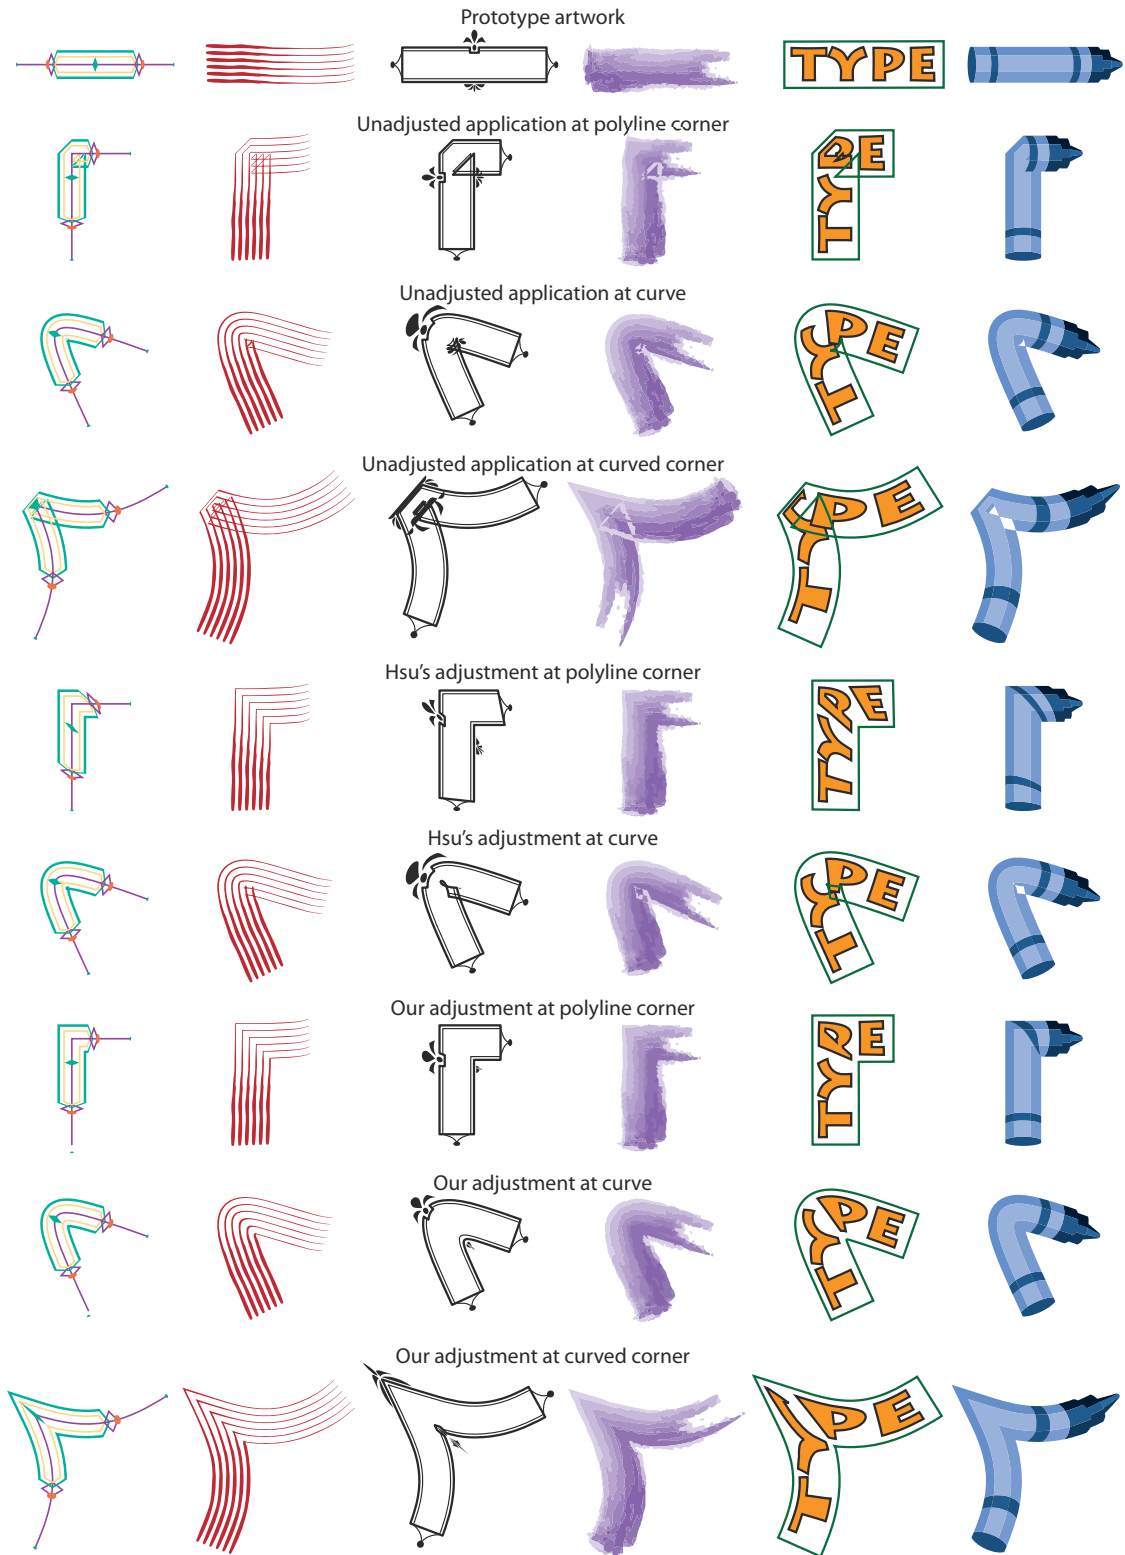 Prototype artwork
TYPE
Unadjusted application at polyline corner
TYPE
Unadjusted application at curve
TYPE
Unadjusted application at curved corner
TYPE
Hsu's adjustment at polyline corner
TYPE
Hsu's adjustment at curve
TYPE
Our adjustment at polyline corner
TYPE
Our adjustment at curve
TYPE
Our adjustment at curved corner
TYPE